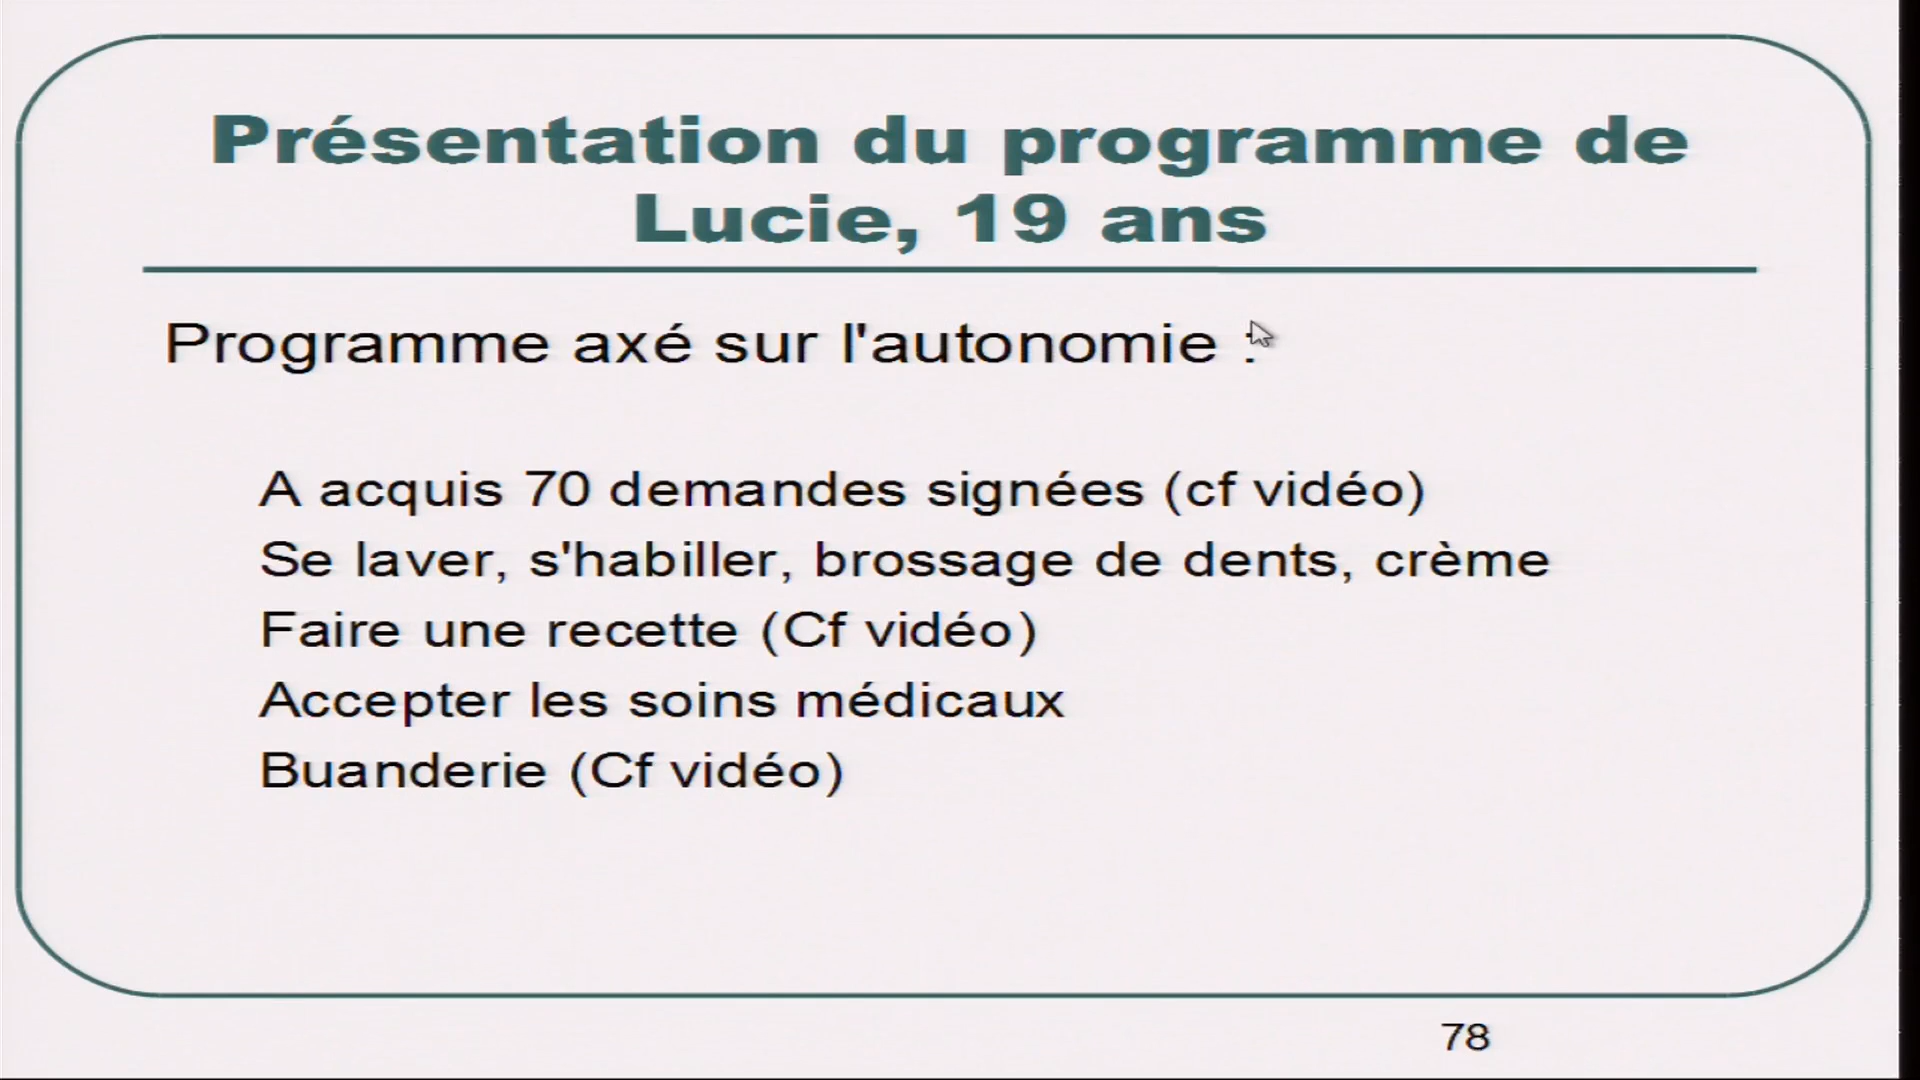 Présentation du programme de
Lucie, 19 ans
Programme axé sur l'autonomie :
A acquis 70 demandes signées (cf vidéo)
Se laver, s'habiller, brossage de dents, crème
Faire une recette (Cf vidéo)
Accepter les soins médicaux
Buanderie (Cf vidéo)
78